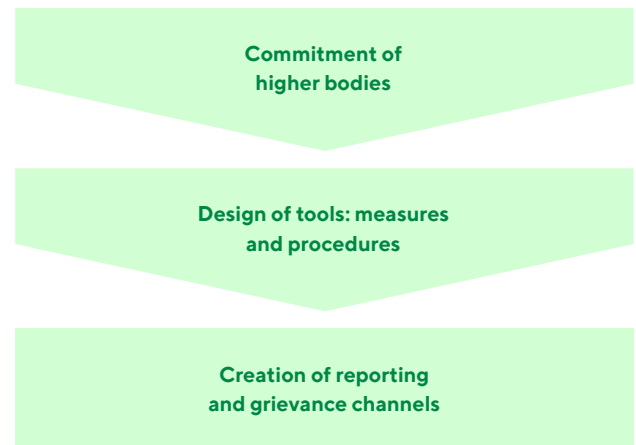 Commitment of
higher bodies
Design of tools: measures
and procedures
Creation of reporting
and grievance channels